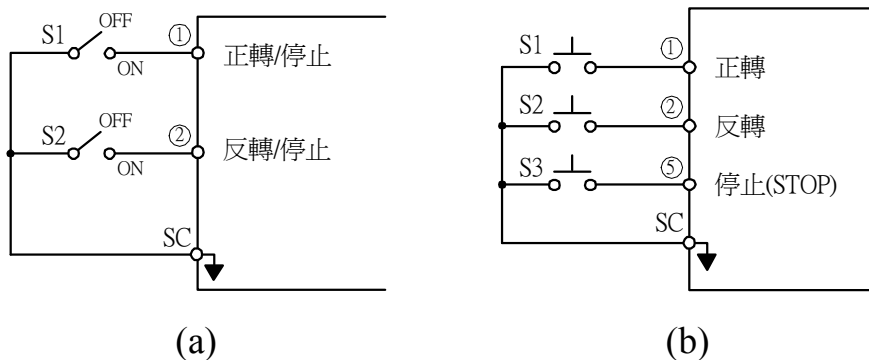 S1
OFF
①
ON
正轉/停止
S2
OFF
②
ON
反轉/停止
SC
(a)
S1
①
正轉
S2
②
反轉
S3
⑤
停止(STOP)
SC
(b)